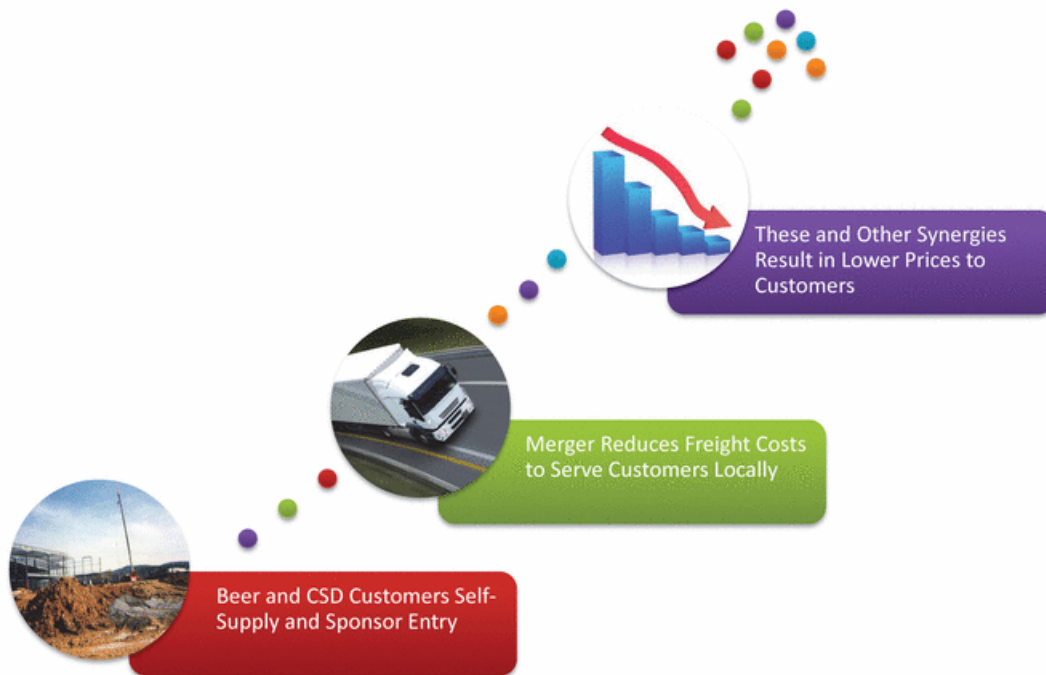 These and Other Synergies
Result in Lower Prices to
Customers
Merger Reduces Freight Costs
to Serve Customers Locally
Beer and CSD Customers Self-
Supply and Sponsor Entry